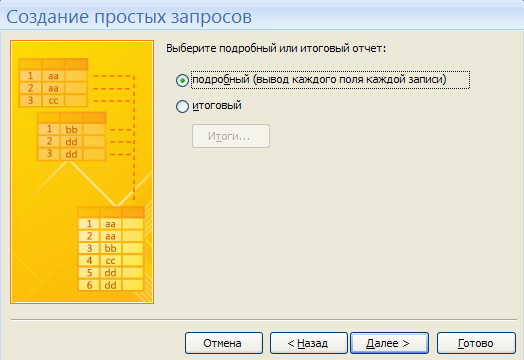 Создание простых запросов
Выберите подробный или итоговый отчет:
подробный (вывод каждого поля каждой записи)
итоговый
Итоги...
1 aa
2 aa
3 cc
1 bb
2 dd
3 dd
1 aa
2 aa
3 bb
4 cc
5 dd
6 dd
Отмена
< Назад
Далее >
Готово